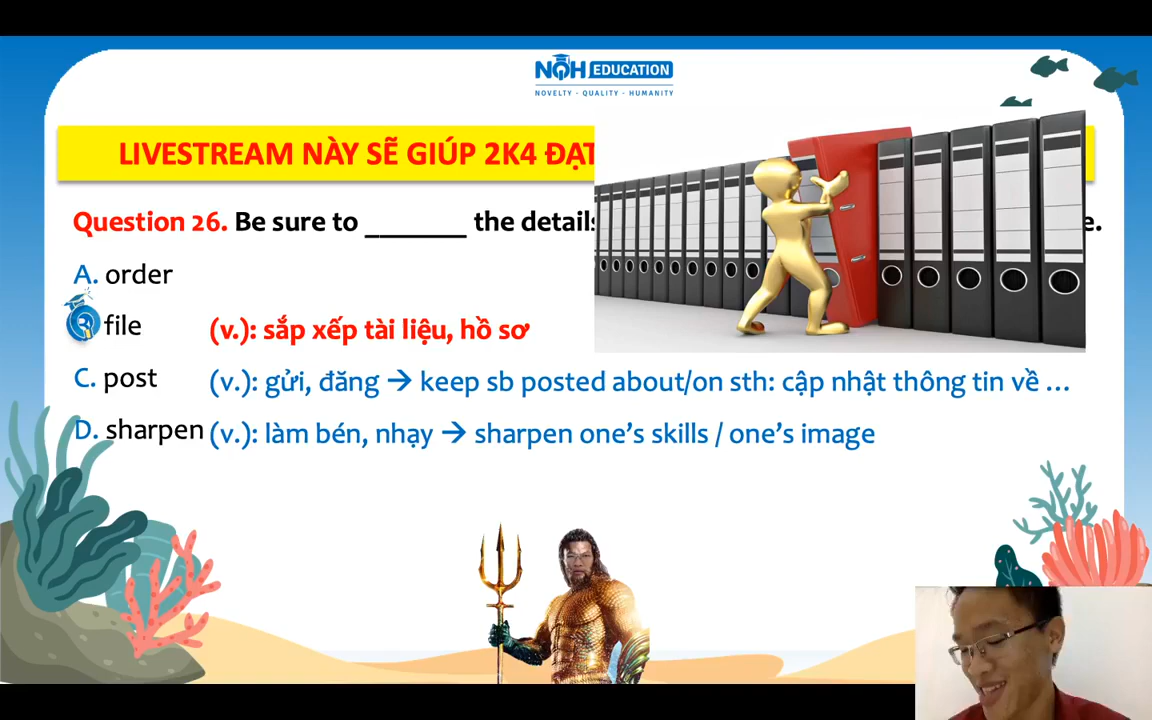 NQH EDUCATION
NOVELTY - QUALITY - HUMANITY
LIVESTREAM NÀY SẼ GIÚP 2K4 ĐẠT
Question 26. Be sure to _______ the details e.
A. order
file (v.): sắp xếp tài liệu, hồ sơ
C. post (v.): gửi, đăng → keep sb posted about/on sth: cập nhật thông tin về ...
D. sharpen (v.): làm bén, nhạy → sharpen one’s skills / one’s image